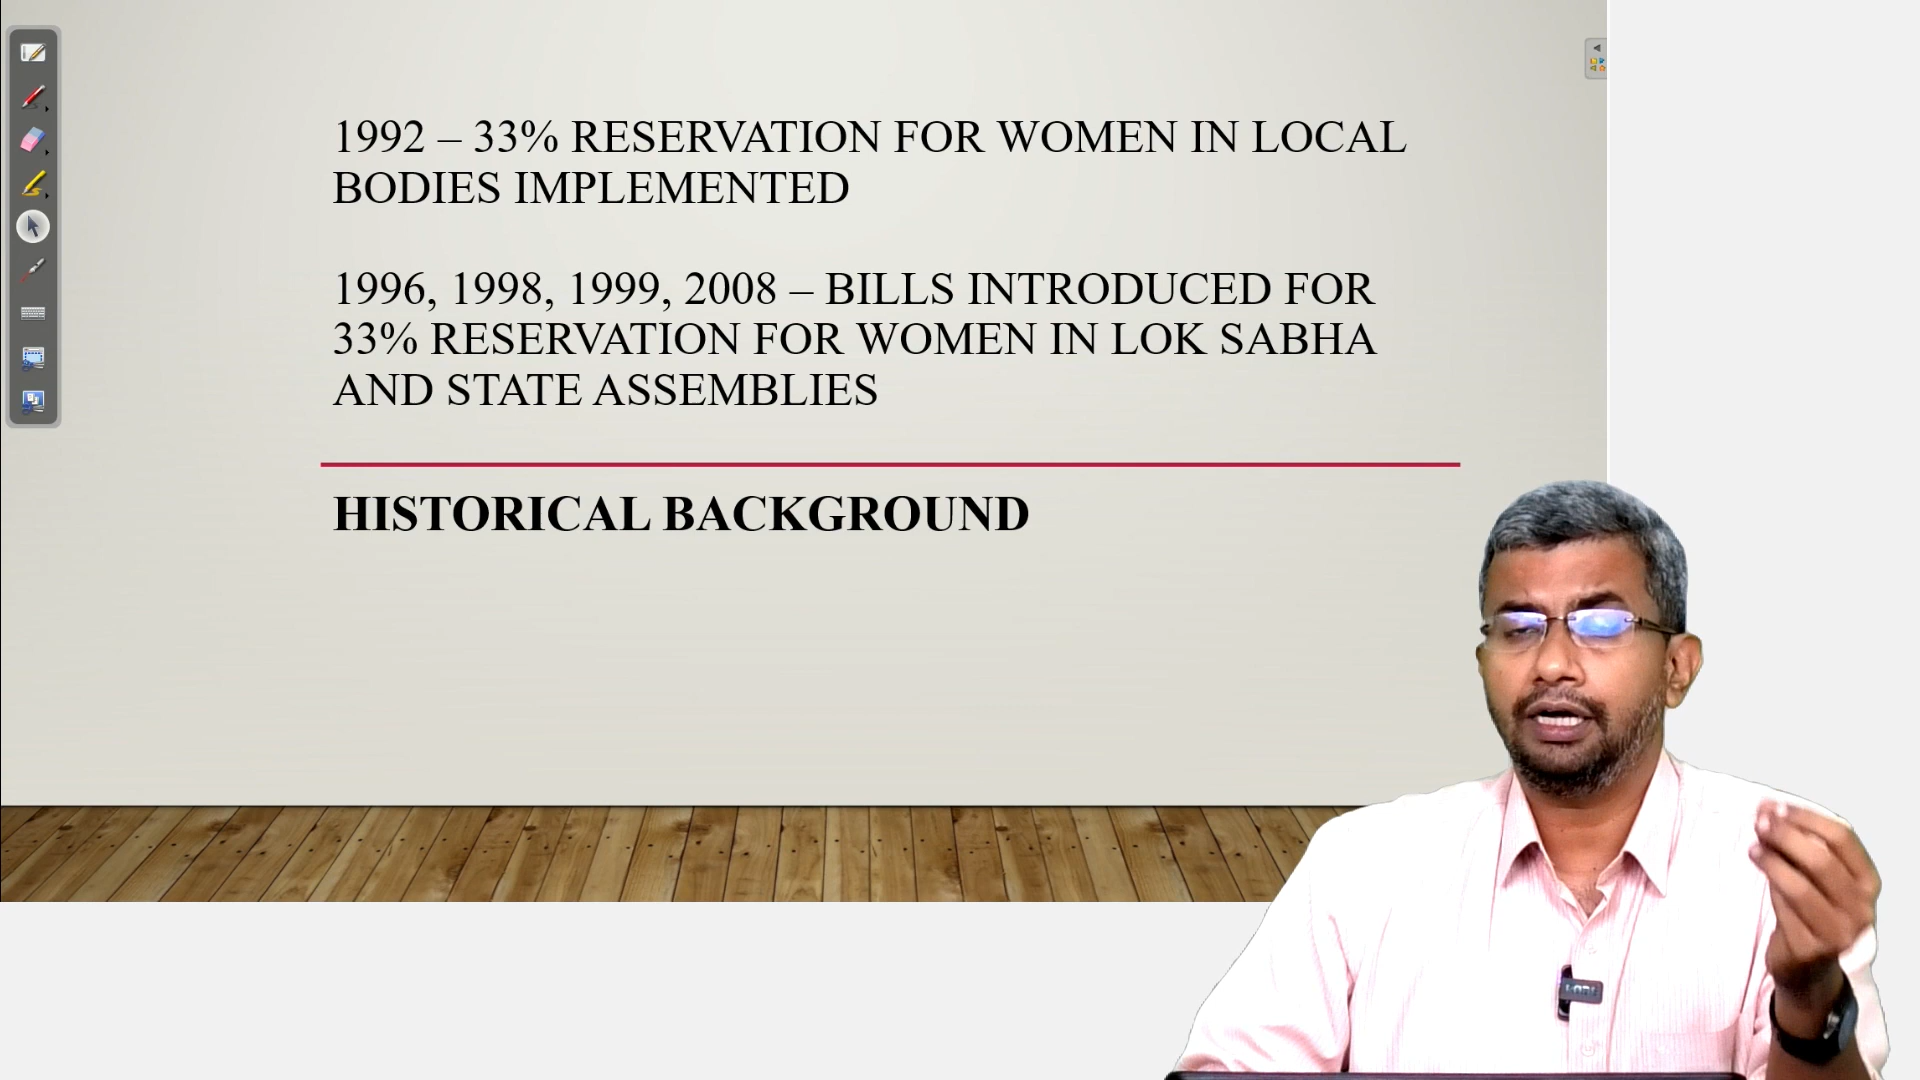 1992 – 33% RESERVATION FOR WOMEN IN LOCAL
BODIES IMPLEMENTED
1996, 1998, 1999, 2008 – BILLS INTRODUCED FOR
33% RESERVATION FOR WOMEN IN LOK SABHA
AND STATE ASSEMBLIES
HISTORICAL BACKGROUND